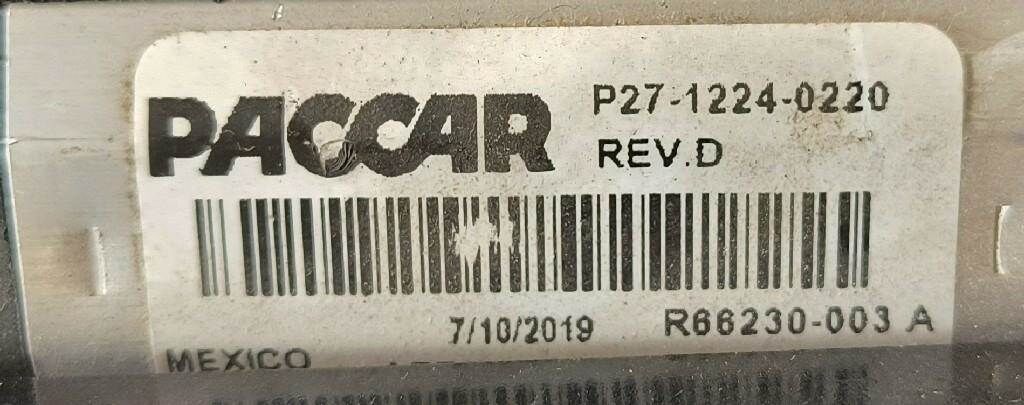 PACCAR
P27-1224-0220
REV.D
7/10/2019
R66230-003 A
MEXICO